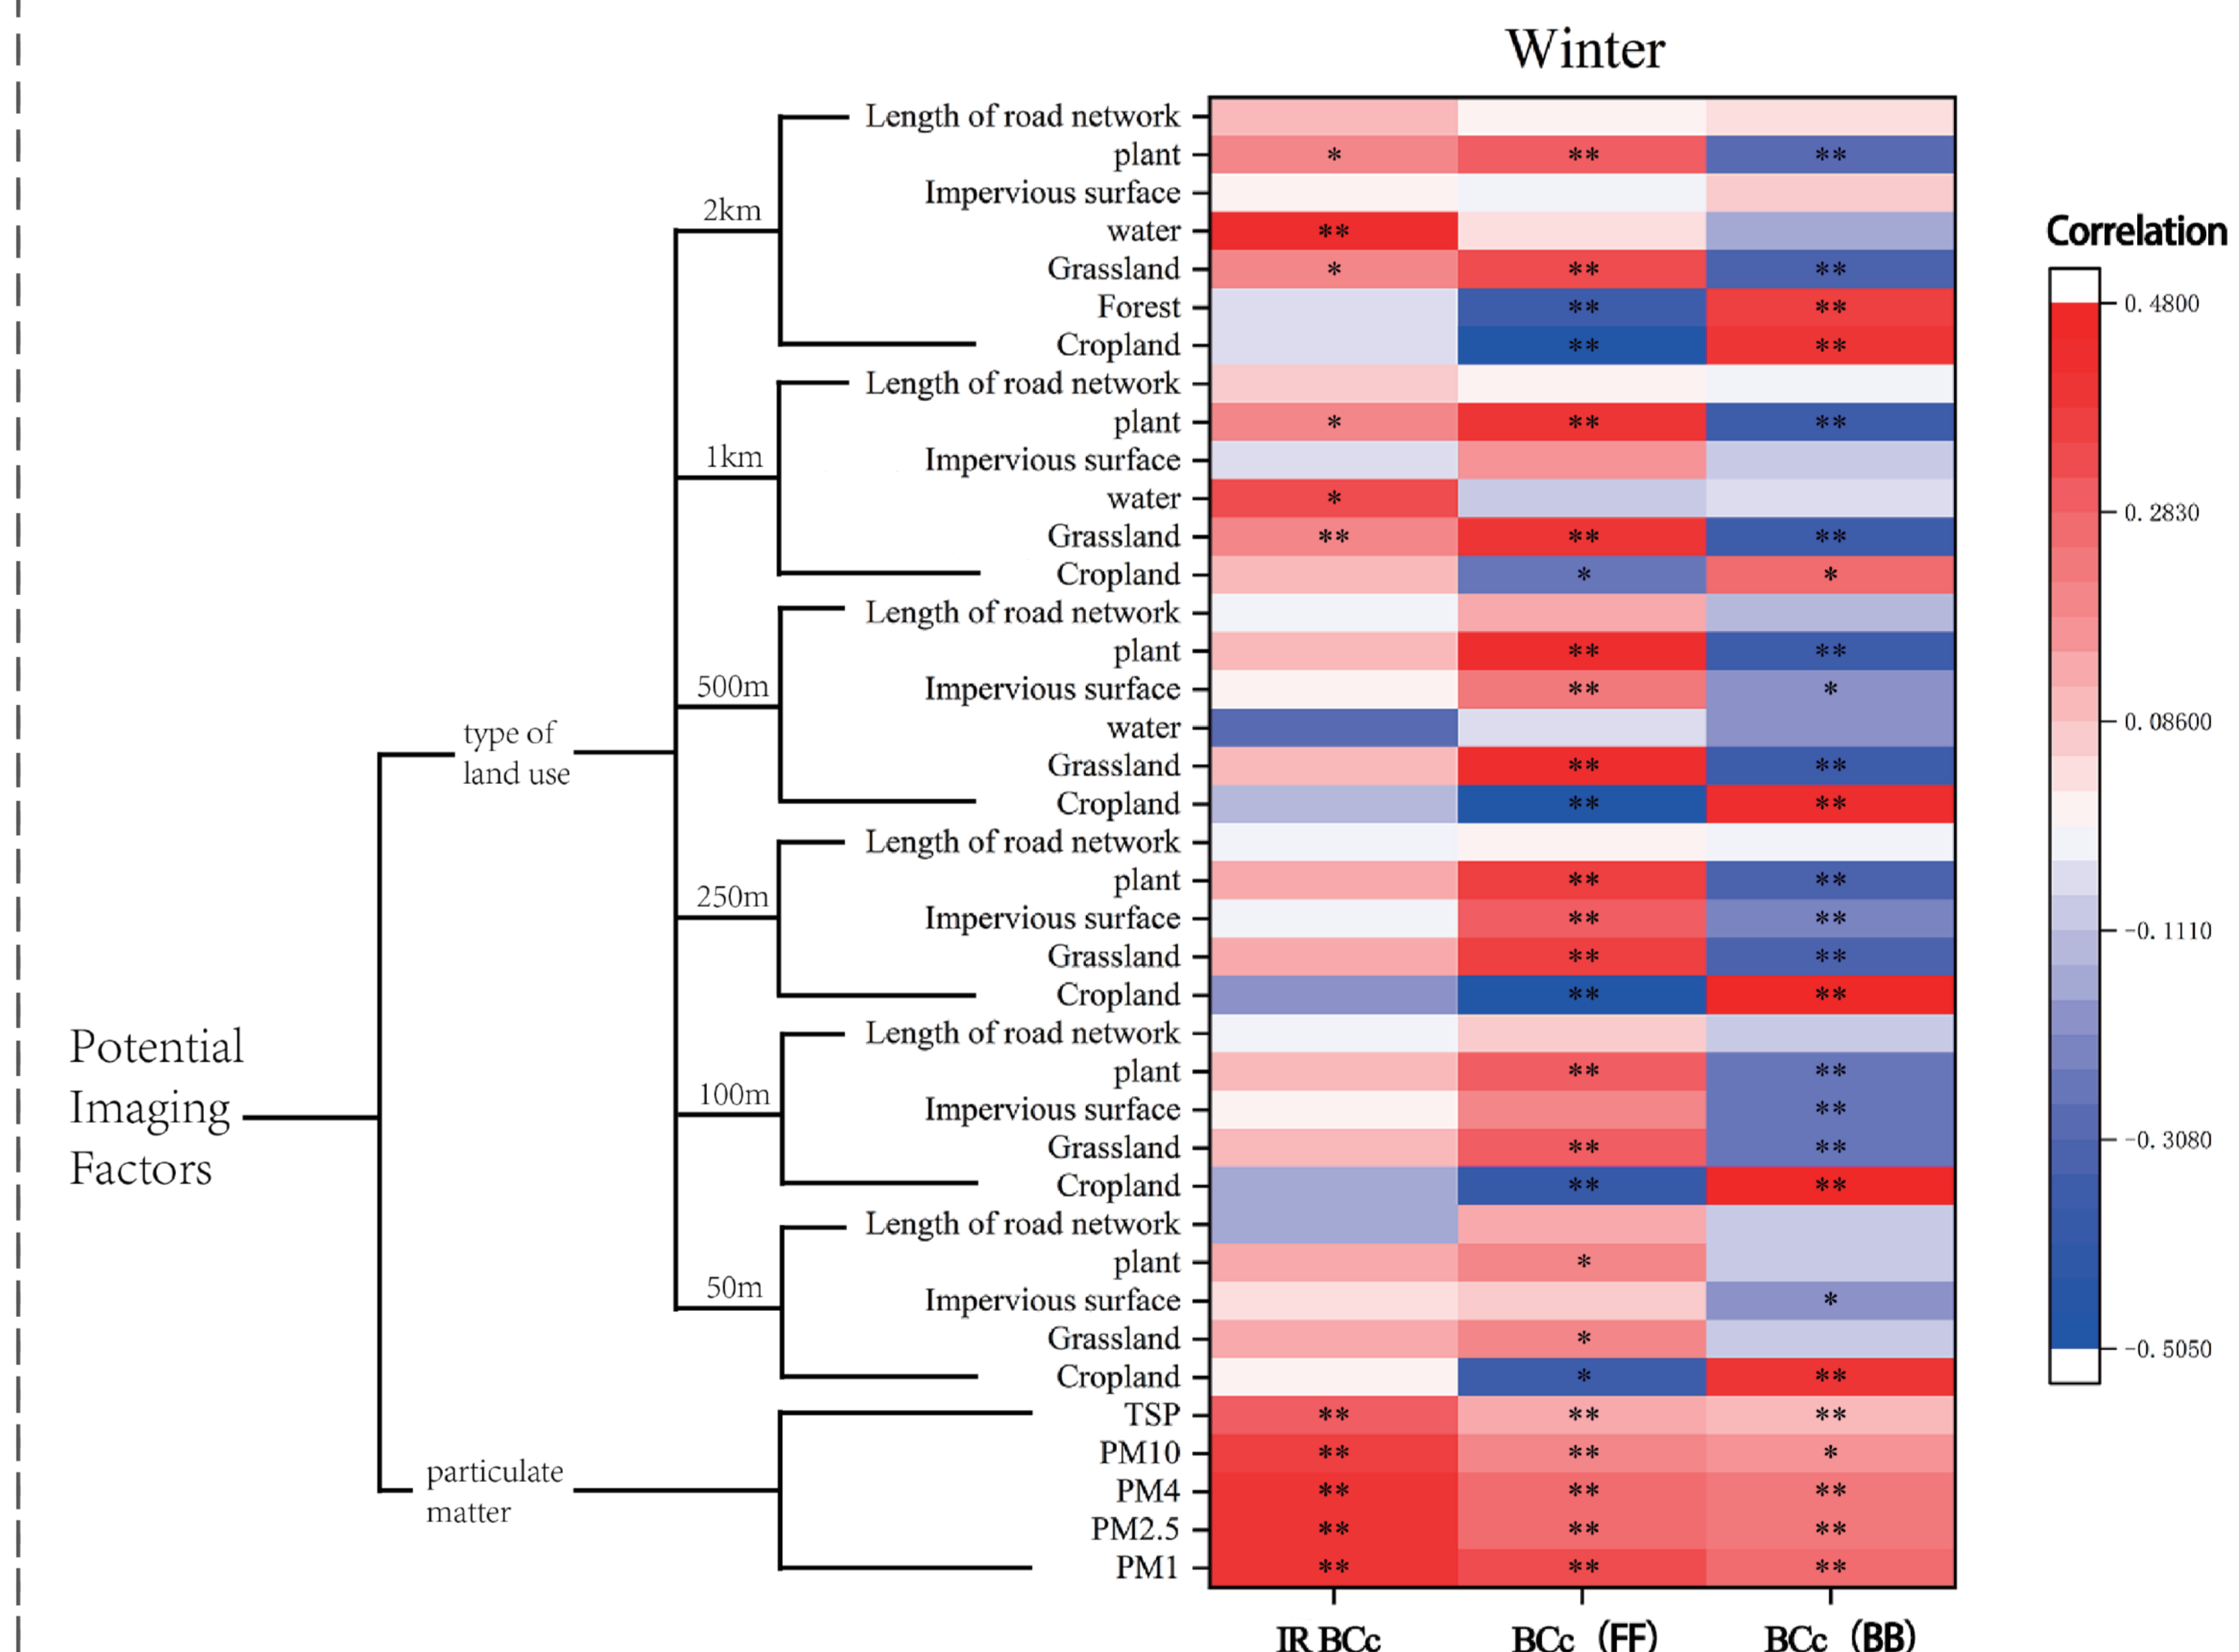 Winter
Correlation
0.4800
0.2830
0.08600
-0.1110
-0.3080
-0.5050
Potential
Imaging
Factors
type of
land use
particulate
matter
2km
Length of road network
plant * ** **
Impervious surface
water **
Grassland * ** **
Forest ** **
Cropland ** **
1km
Length of road network
plant * ** **
Impervious surface
water *
Grassland ** ** **
Cropland * *
500m
Length of road network
plant ** **
Impervious surface ** *
water
Grassland ** **
Cropland ** **
250m
Length of road network
plant ** **
Impervious surface ** **
Grassland ** **
Cropland ** **
100m
Length of road network
plant ** **
Impervious surface **
Grassland ** **
Cropland ** **
50m
Length of road network
plant *
Impervious surface *
Grassland *
Cropland * **
TSP ** ** **
PM10 ** ** *
PM4 ** ** **
PM2.5 ** ** **
PM1 ** ** **
IR BCc BCc (FF) BCc (BB)